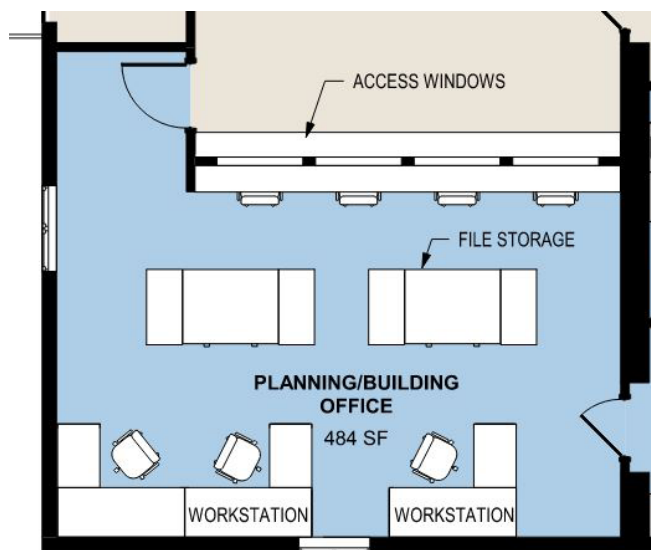 ACCESS WINDOWS
FILE STORAGE
PLANNING/BUILDING
OFFICE
484 SF
WORKSTATION
WORKSTATION